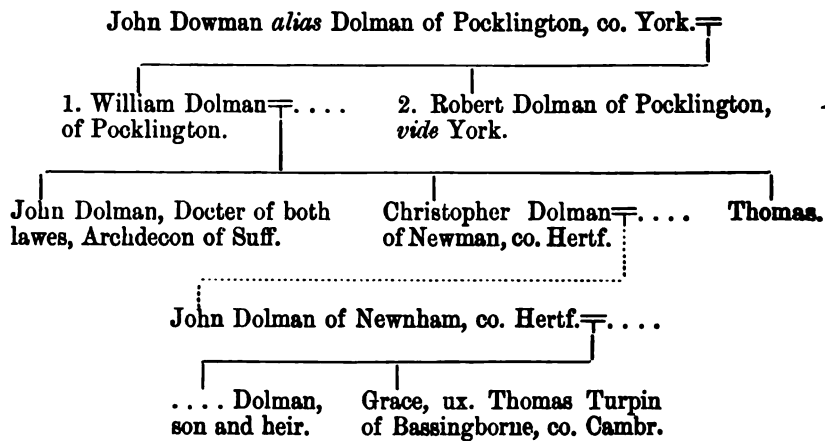 John Dowman alias Dolman of Pocklington, co. York.
1. William Dolman .... 2. Robert Dolman of Pocklington,
of Pocklington. vide York.
John Dolman, Docter of both Christopher Dolman .... Thomas.
lawes, Archdecon of Suff. of Newman, co. Hertf.
John Dolman of Newnham, co. Hertf. ....
.... Dolman, Grace, ux. Thomas Turpin
son and heir. of Bassingborne, co. Cambr.